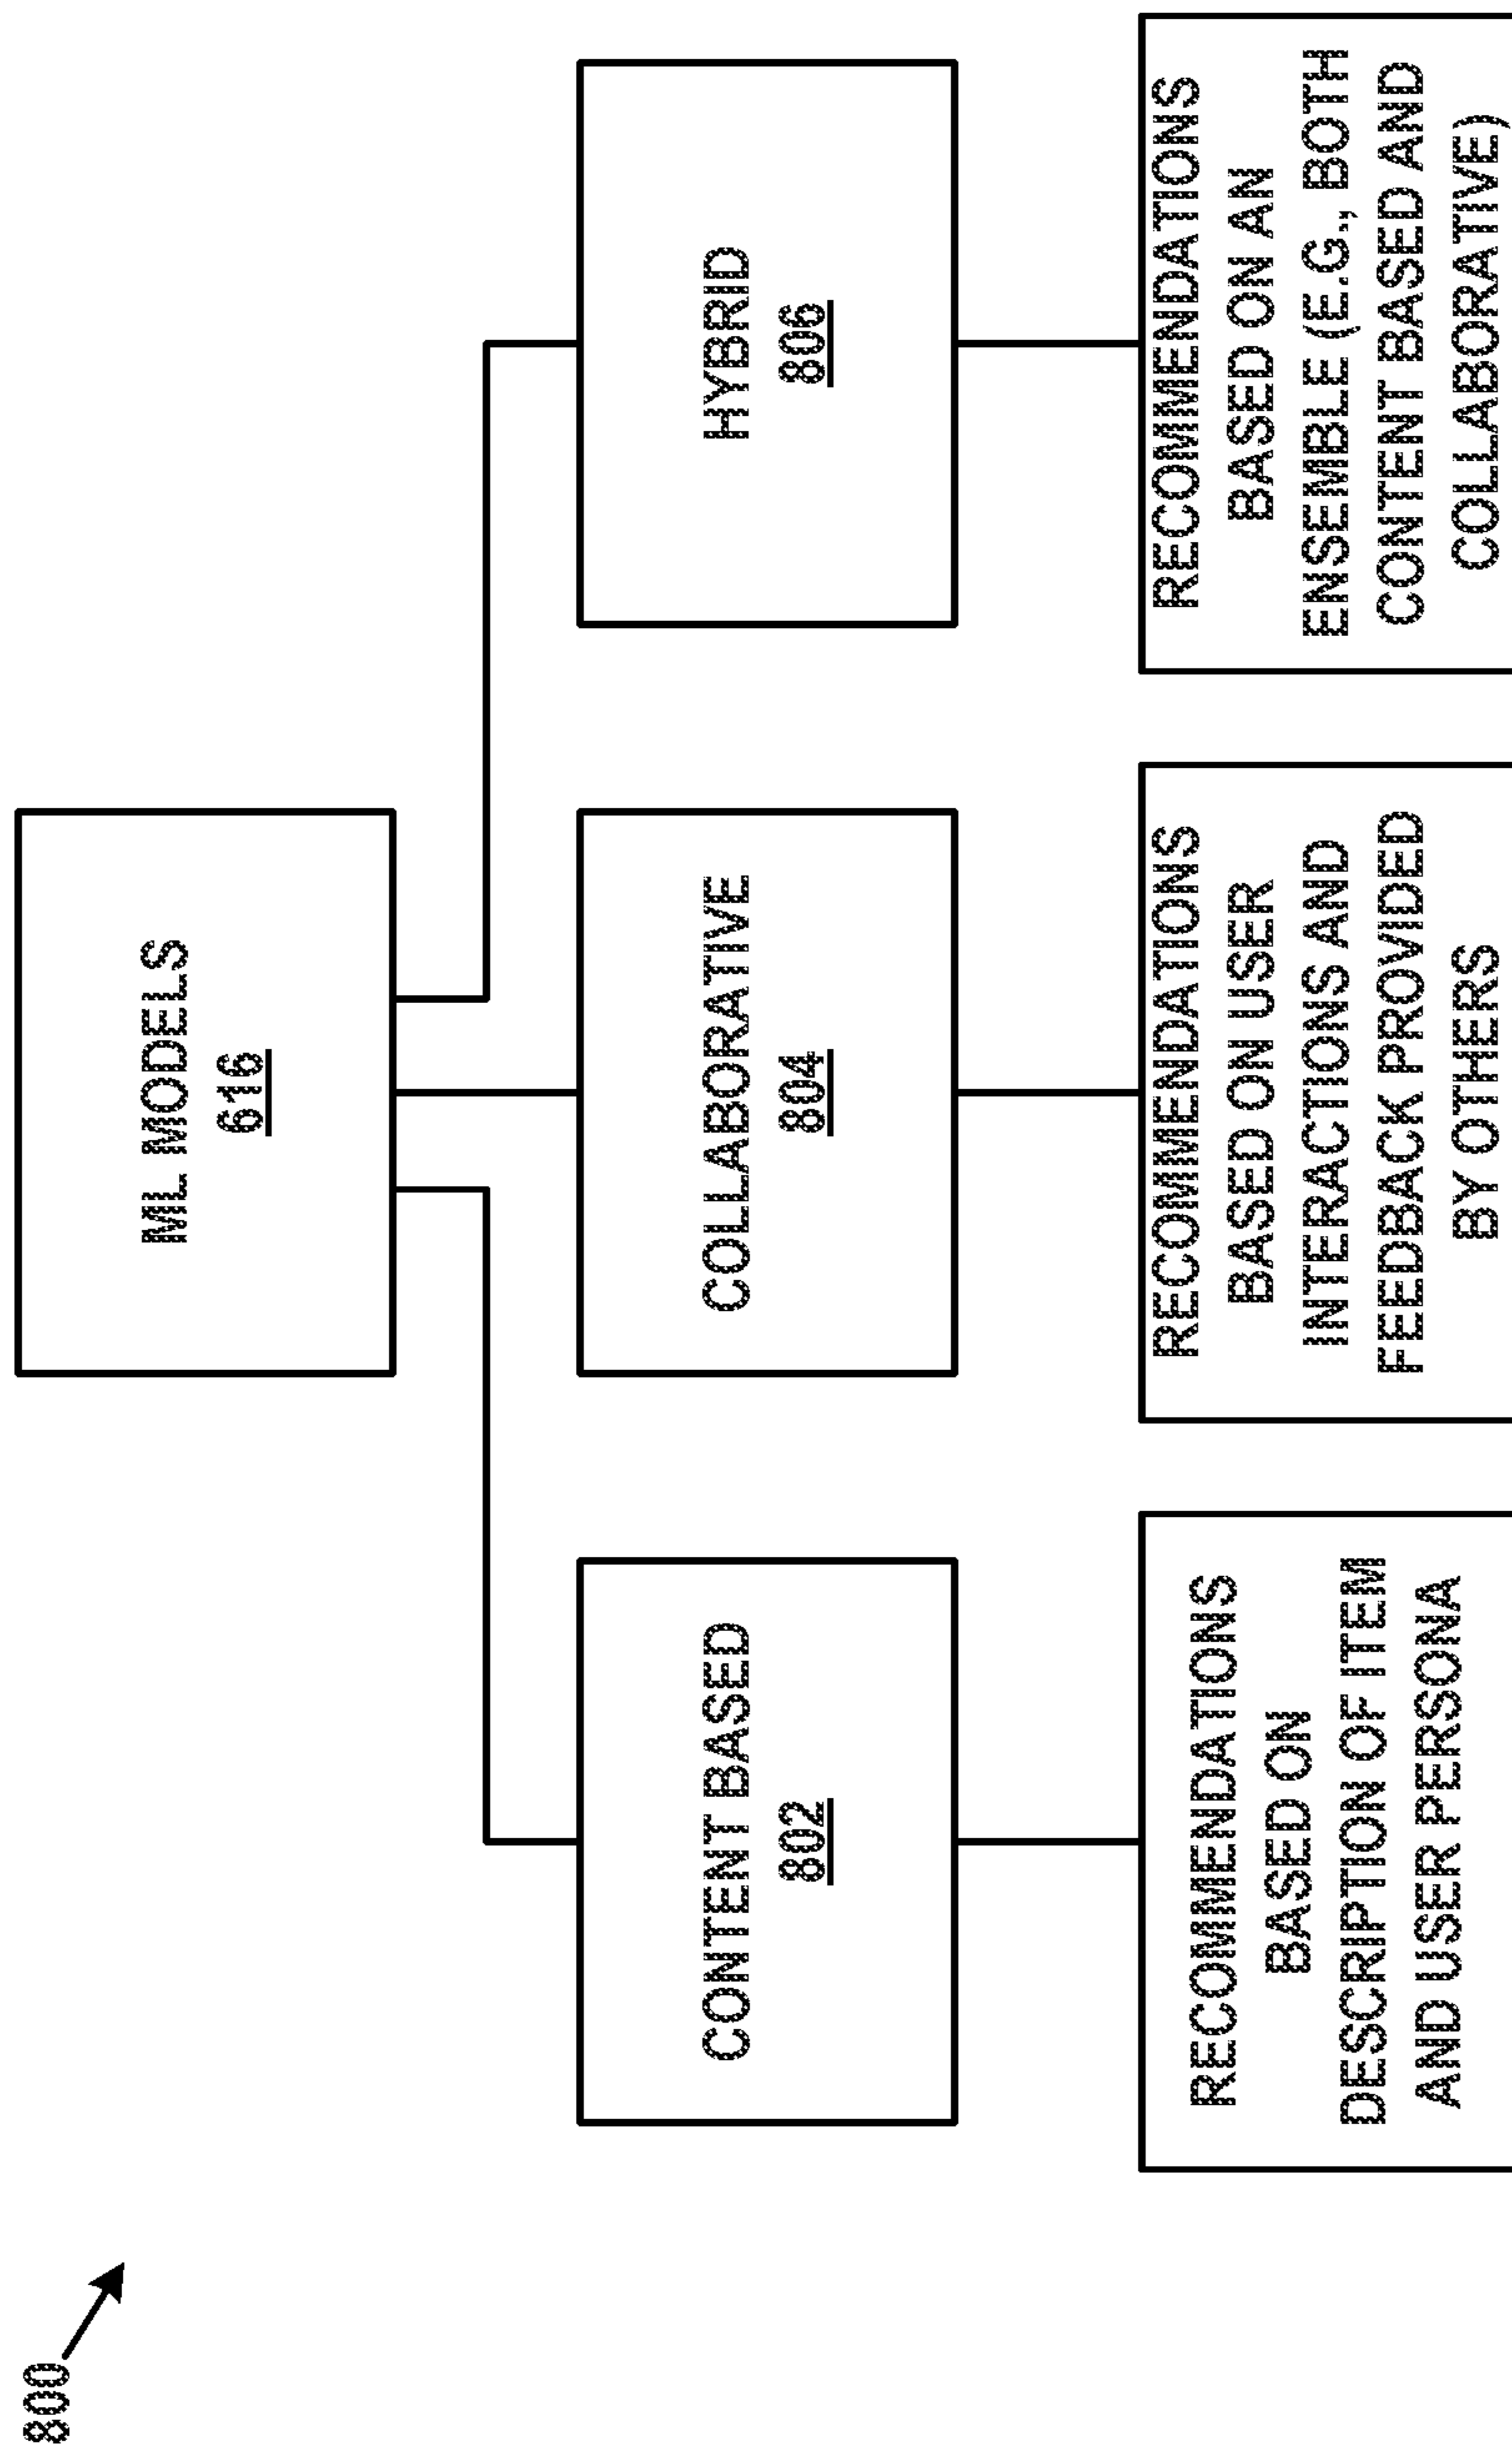 800
ML MODELS
616
CONTENT BASED
802
COLLABORATIVE
804
HYBRID
806
RECOMMENDATIONS
BASED ON
DESCRIPTION OF ITEM
AND USER PERSONA
RECOMMENDATIONS
BASED ON USER
INTERACTIONS AND
FEEDBACK PROVIDED
BY OTHERS
RECOMMENDATIONS
BASED ON AN
ENSEMBLE (E.G., BOTH
CONTENT BASED AND
COLLABORATIVE)